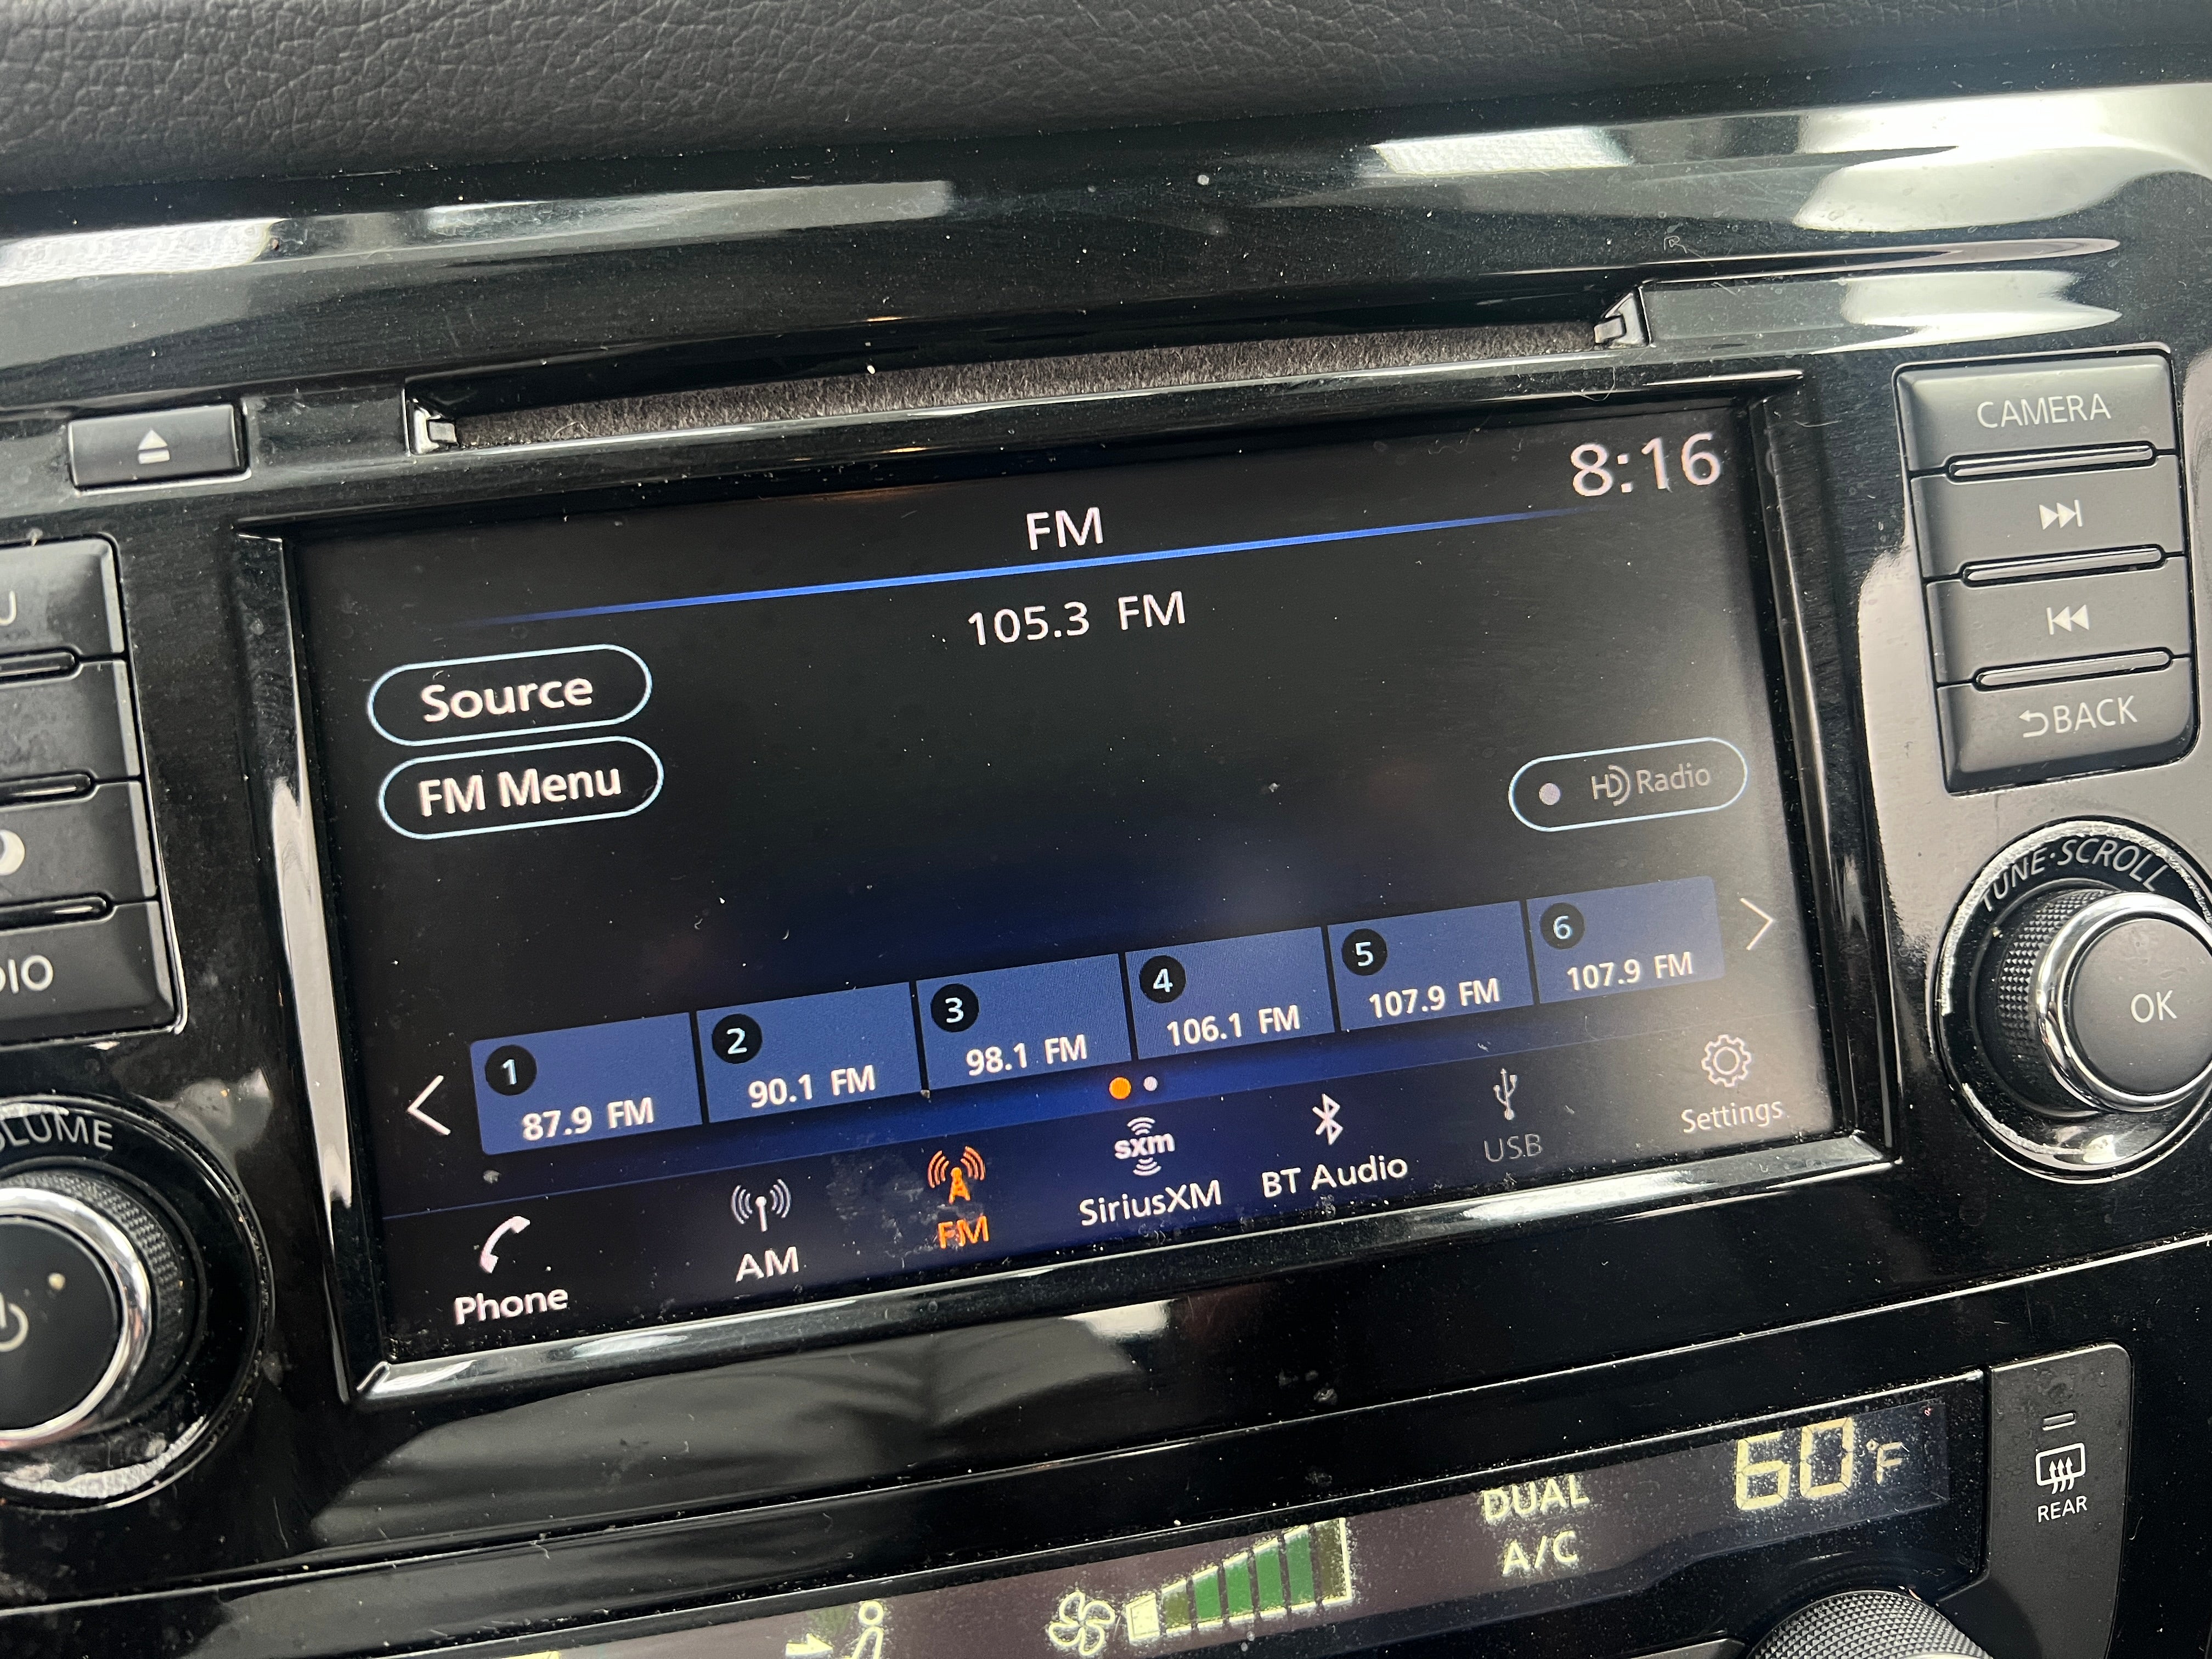 CAMERA
8:16
FM
105.3 FM
Source
FM Menu
HD Radio
BACK
TUNE·SCROLL
OK
1
87.9 FM
2
90.1 FM
3
98.1 FM
4
106.1 FM
5
107.9 FM
6
107.9 FM
Phone
AM
FM
sxm
SiriusXM
BT Audio
USB
Settings
DUAL
A/C
60°F
REAR